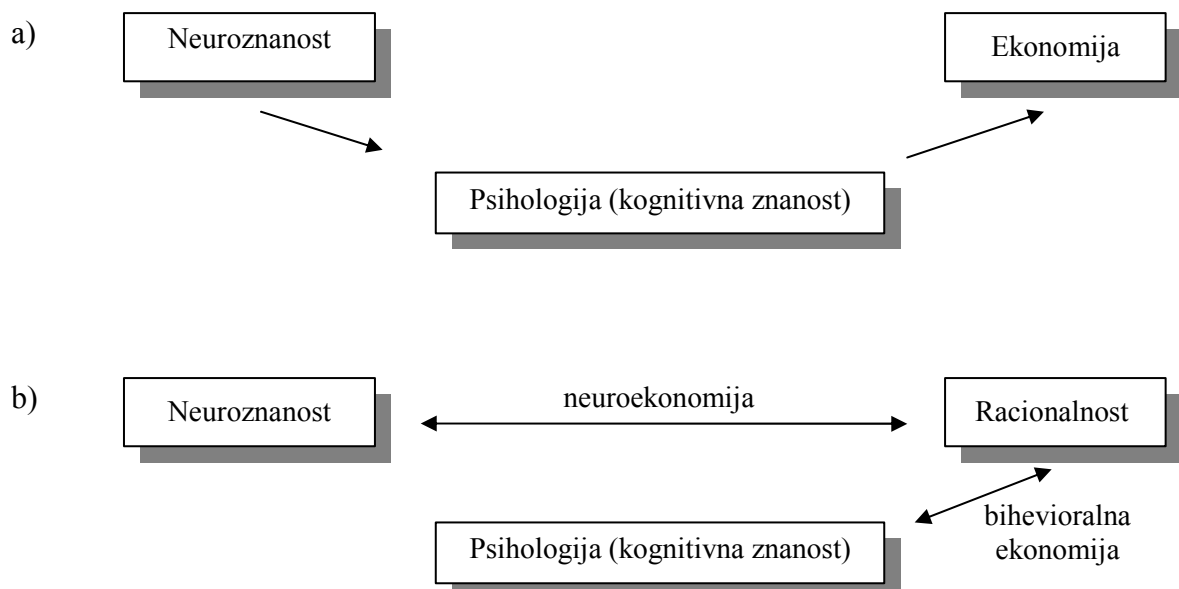 a)
Neuroznanost
Ekonomija
Psihologija (kognitivna znanost)
b)
Neuroznanost
neuroekonomija
Racionalnost
Psihologija (kognitivna znanost)
bihevioralna
ekonomija